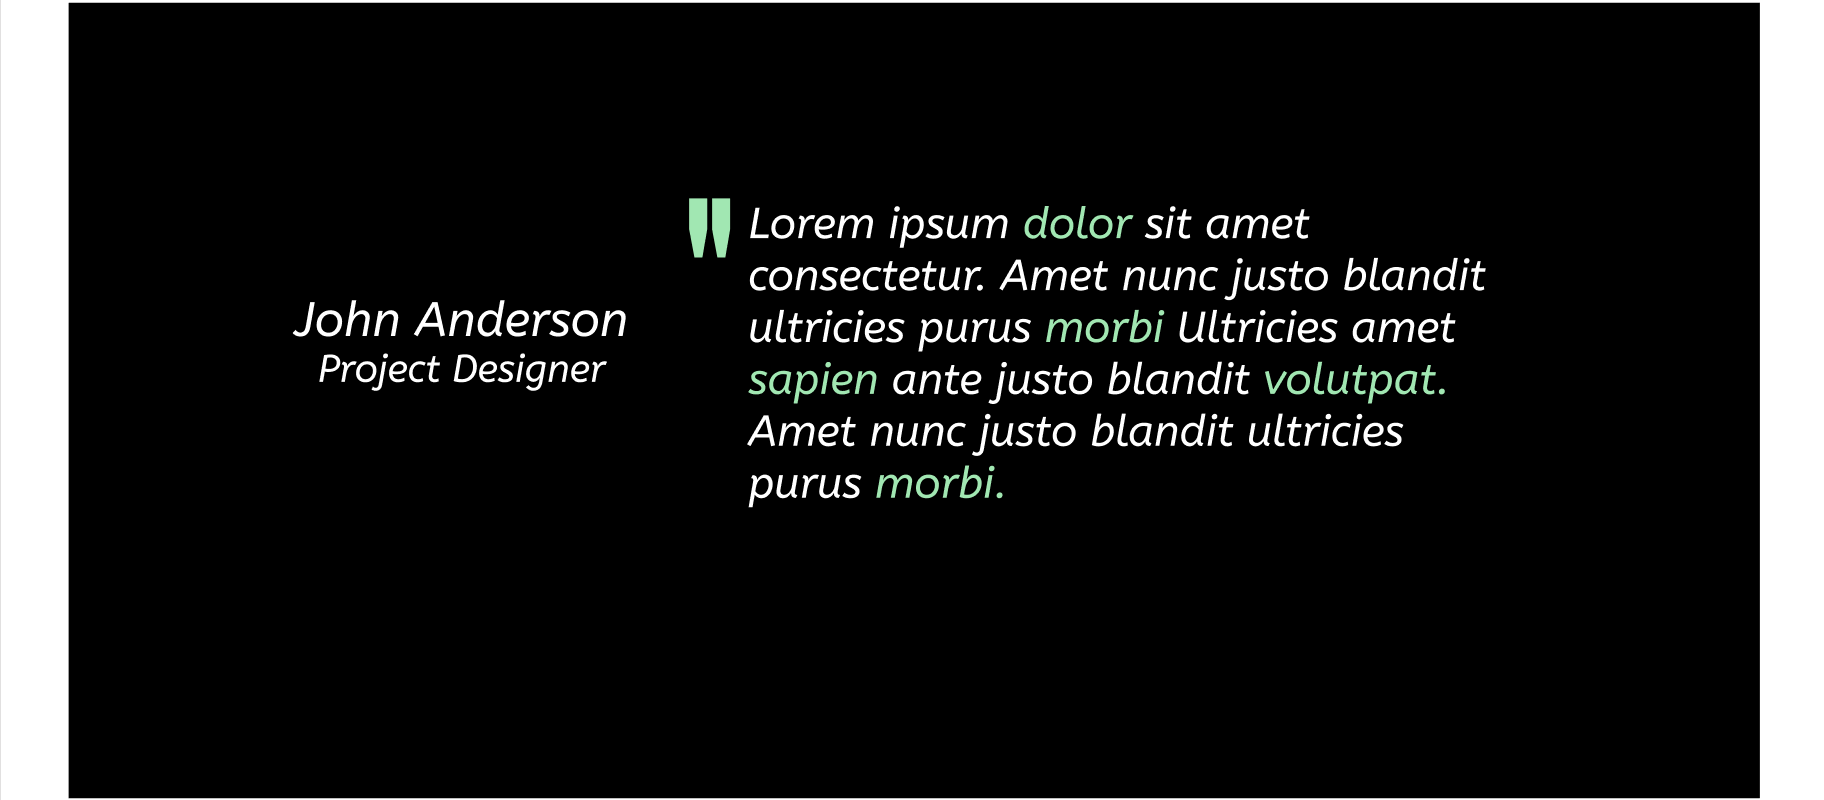 John Anderson
Project Designer
" Lorem ipsum dolor sit amet
consectetur. Amet nunc justo blandit
ultricies purus morbi Ultricies amet
sapien ante justo blandit volutpat.
Amet nunc justo blandit ultricies
purus morbi.